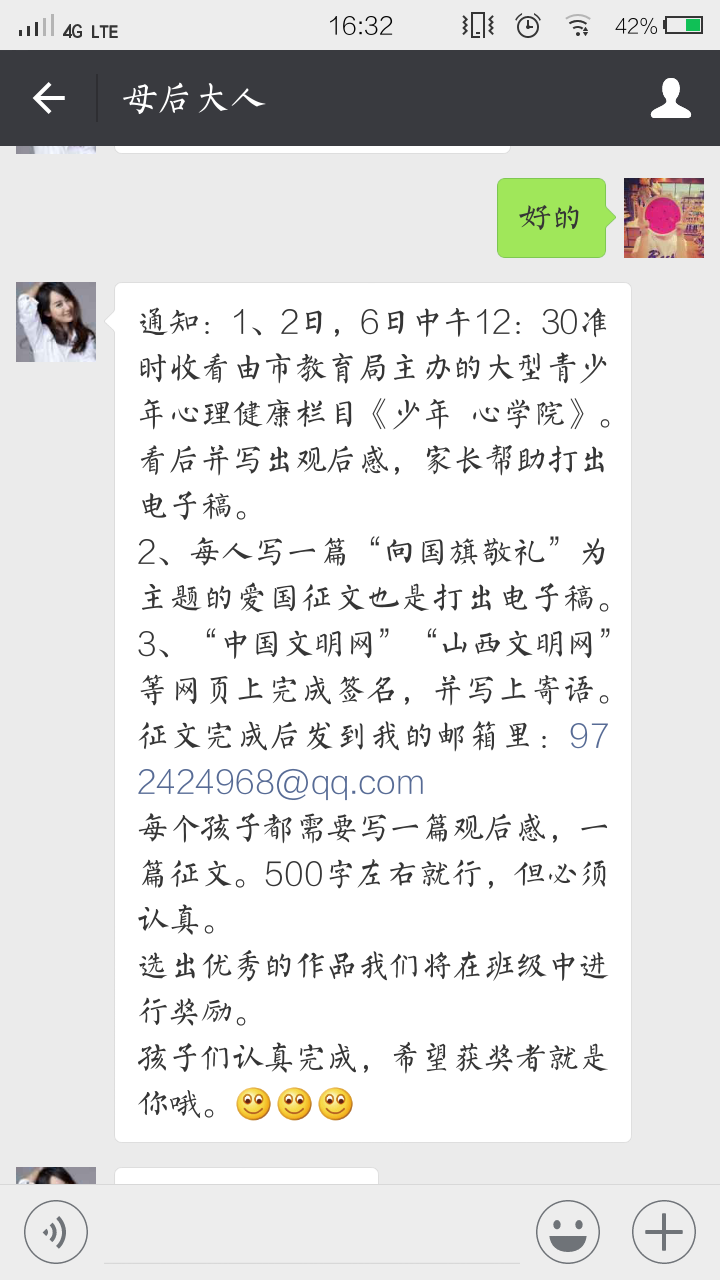 4G LTE 16:32 42%
母后大人
好的
通知：1、2日，6日中午12：30准
时收看由市教育局主办的大型青少
年心理健康栏目《少年 心学院》。
看后并写出观后感，家长帮助打出
电子稿。
2、每人写一篇“向国旗敬礼”为
主题的爱国征文也是打出电子稿。
3、“中国文明网”“山西文明网”
等网页上完成签名，并写上寄语。
征文完成后发到我的邮箱里：97
2424968@qq.com
每个孩子都需要写一篇观后感，一
篇征文。500字左右就行，但必须
认真。
选出优秀的作品我们将在班级中进
行奖励。
孩子们认真完成，希望获奖者就是
你哦。